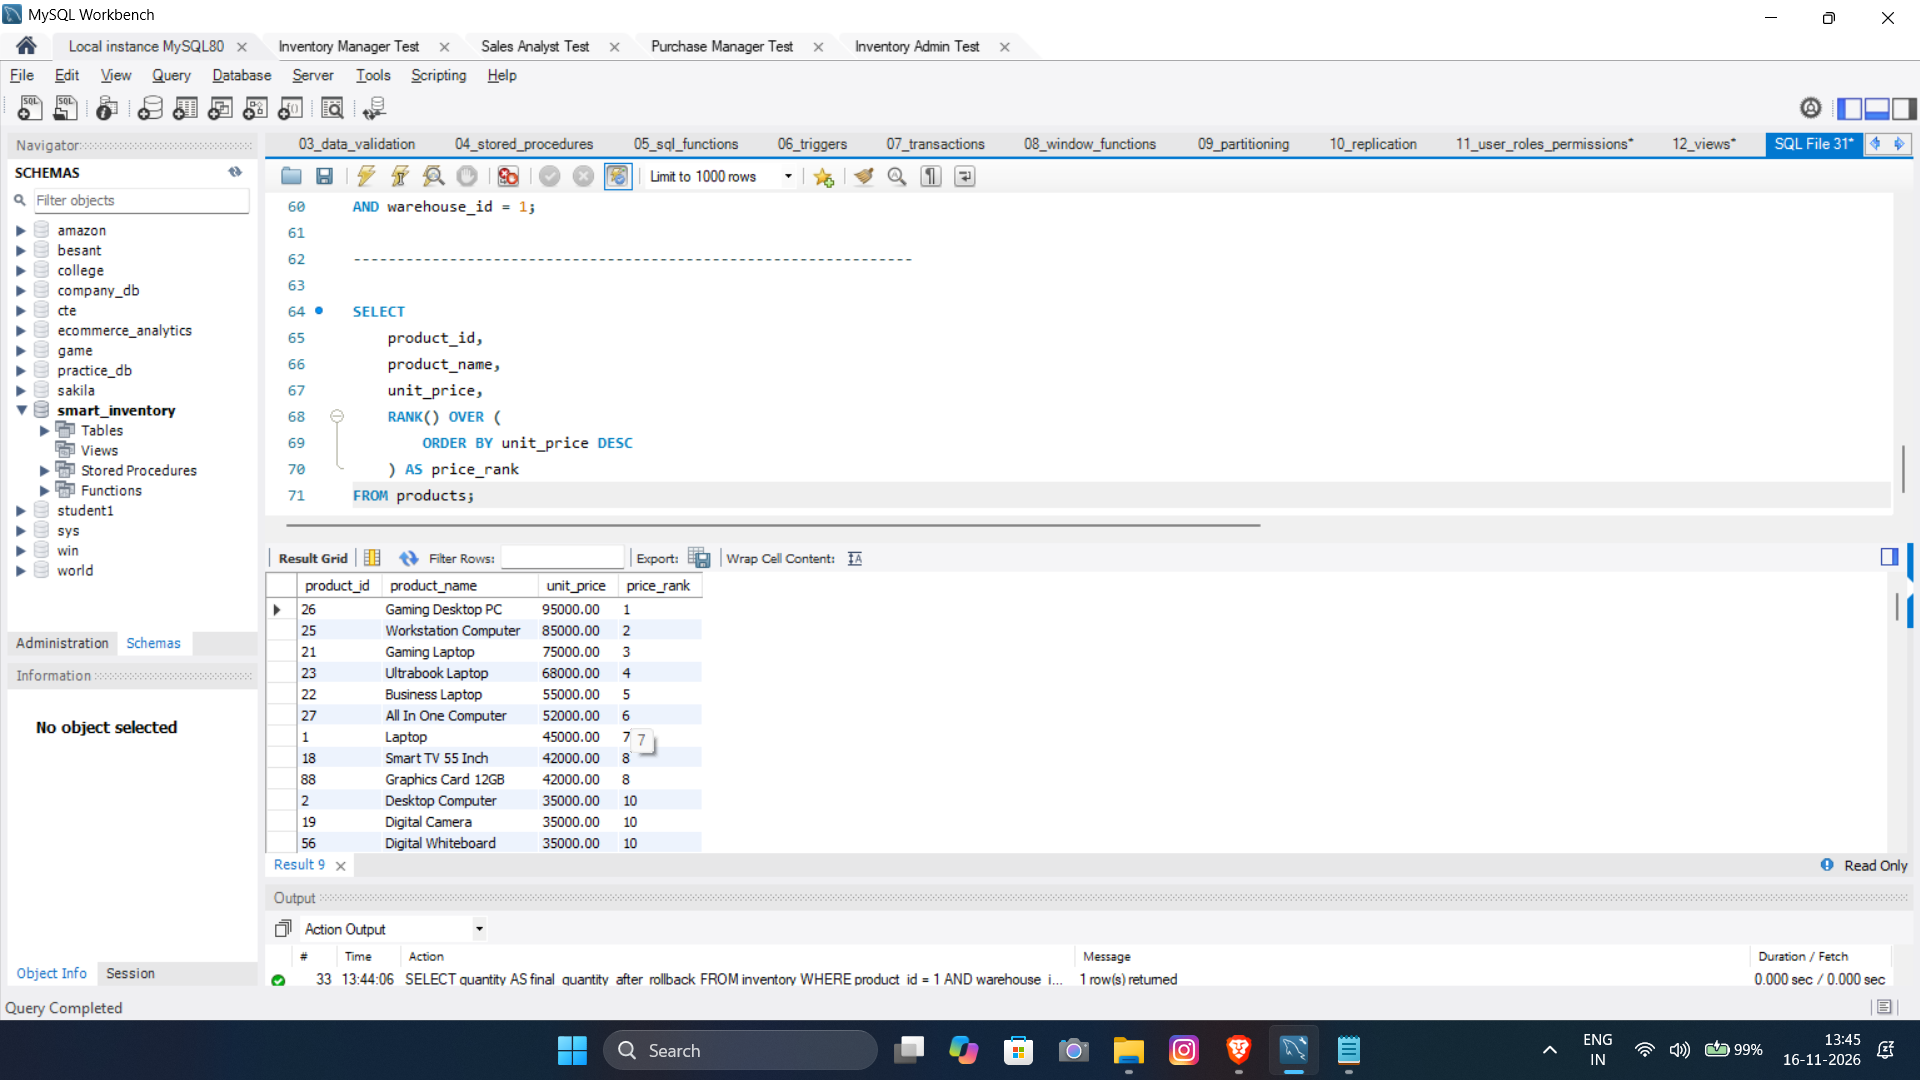 MySQL Workbench
Local instance MySQL80
Inventory Manager Test
Sales Analyst Test
Purchase Manager Test
Inventory Admin Test
File Edit View Query Database Server Tools Scripting Help
Navigator
SCHEMAS
Filter objects
amazon
besant
college
company_db
cte
ecommerce_analytics
game
practice_db
sakila
smart_inventory
Tables
Views
Stored Procedures
Functions
student1
sys
win
world
Administration Schemas
Information
No object selected
Object Info Session
Query Completed
03_data_validation 04_stored_procedures 05_sql_functions 06_triggers 07_transactions 08_window_functions 09_partitioning 10_replication 11_user_roles_permissions* 12_views* SQL File 31*
Limit to 1000 rows
60 AND warehouse_id = 1;
61
62 ----------------------------------------------------------------
63
64 SELECT
65 product_id,
66 product_name,
67 unit_price,
68 RANK() OVER (
69 ORDER BY unit_price DESC
70 ) AS price_rank
71 FROM products;
Result Grid Filter Rows: Export: Wrap Cell Content:
product_id product_name unit_price price_rank
26 Gaming Desktop PC 95000.00 1
25 Workstation Computer 85000.00 2
21 Gaming Laptop 75000.00 3
23 Ultrabook Laptop 68000.00 4
22 Business Laptop 55000.00 5
27 All In One Computer 52000.00 6
1 Laptop 45000.00 7
7
18 Smart TV 55 Inch 42000.00 8
88 Graphics Card 12GB 42000.00 8
2 Desktop Computer 35000.00 10
19 Digital Camera 35000.00 10
56 Digital Whiteboard 35000.00 10
Result 9
Read Only
Output
Action Output
# Time Action Message Duration / Fetch
33 13:44:06 SELECT quantity AS final_quantity_after_rollback FROM inventory WHERE product_id = 1 AND warehouse_i... 1 row(s) returned 0.000 sec / 0.000 sec
Search
ENG
IN
99%
13:45
16-11-2026